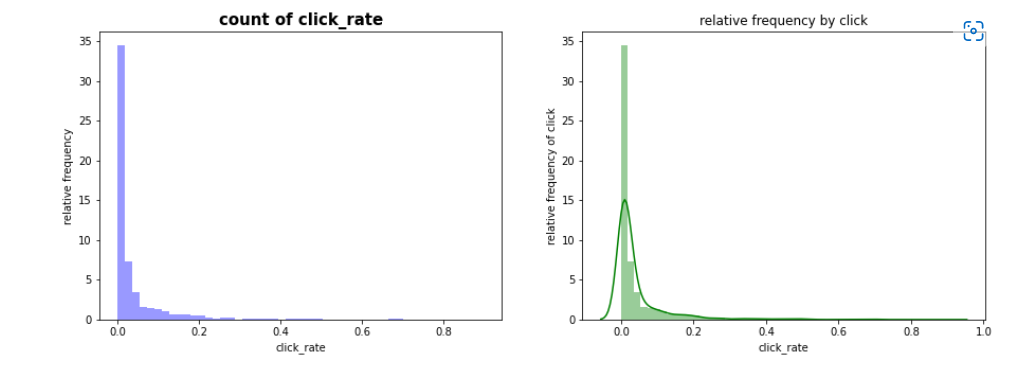 count of click_rate
relative frequency
35
30
25
20
15
10
5
0
0.0 0.2 0.4 0.6 0.8
click_rate
relative frequency by click
relative frequency of click
35
30
25
20
15
10
5
0
0.0 0.2 0.4 0.6 0.8 1.0
click_rate